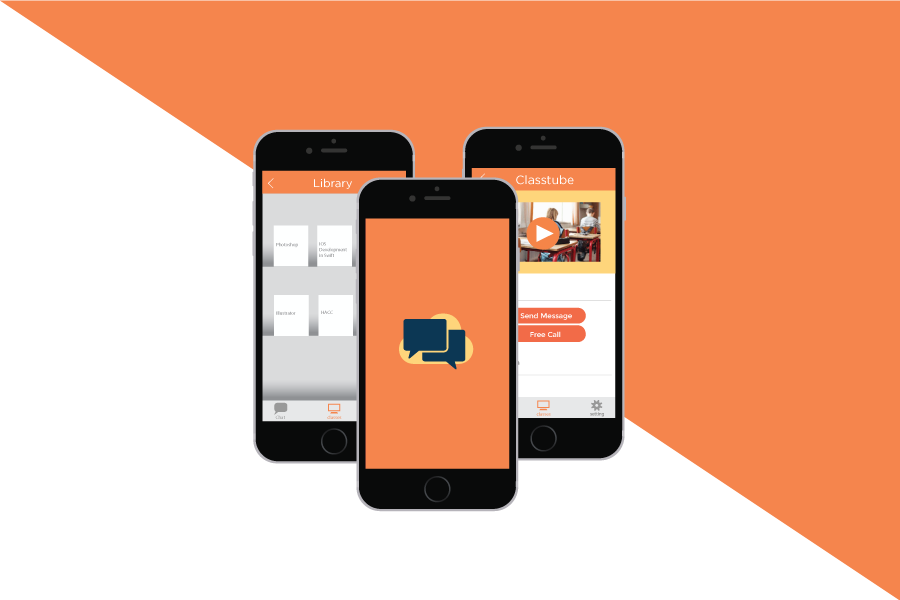 Library
Photoshop
iOS
Development
in Swift
Illustrator
HACC
chat
classes
Classtube
Send Message
Free Call
classes
setting